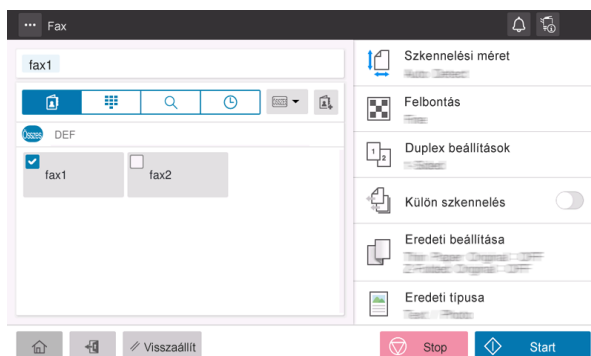 Fax
fax1
Összes DEF
fax1 fax2
Szkennelési méret
Felbontás
Duplex beállítások
Külön szkennelés
Eredeti beállítása
Eredeti típusa
Visszaállít
Stop
Start